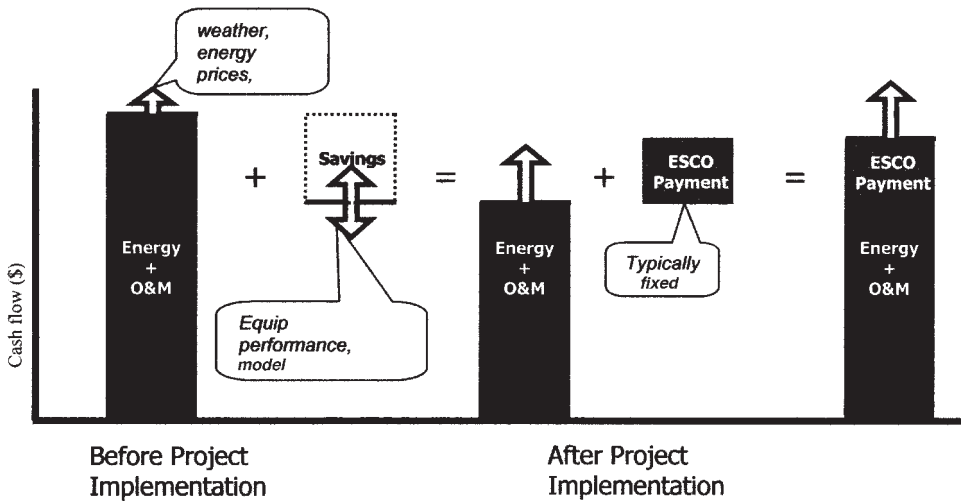 weather,
energy
prices,
Savings
ESCO
Payment
ESCO
Payment
+
=
+
=
Energy
+
O&M
Typically
fixed
Energy
+
O&M
Energy
+
O&M
Equip
performance,
model
Cash flow ($)
Before Project
Implementation
After Project
Implementation